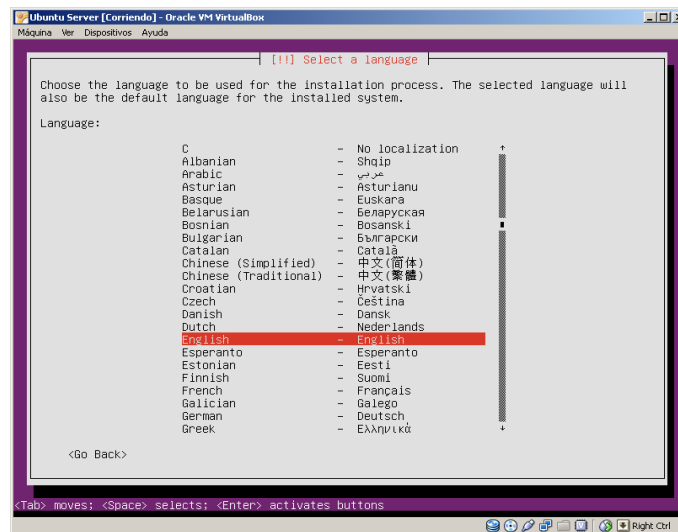 Ubuntu Server [Corriendo] - Oracle VM VirtualBox
Máquina Ver Dispositivos Ayuda
[!!] Select a language
Choose the language to be used for the installation process. The selected language will
also be the default language for the installed system.
Language:
C - No localization
Albanian - Shqip
Arabic - عربي
Asturian - Asturianu
Basque - Euskara
Belarusian - Беларуская
Bosnian - Bosanski
Bulgarian - Български
Catalan - Català
Chinese (Simplified) - 中文(简体)
Chinese (Traditional) - 中文(繁體)
Croatian - Hrvatski
Czech - Čeština
Danish - Dansk
Dutch - Nederlands
English - English
Esperanto - Esperanto
Estonian - Eesti
Finnish - Suomi
French - Français
Galician - Galego
German - Deutsch
Greek - Ελληνικά
<Go Back>
<Tab> moves; <Space> selects; <Enter> activates buttons
Right Ctrl